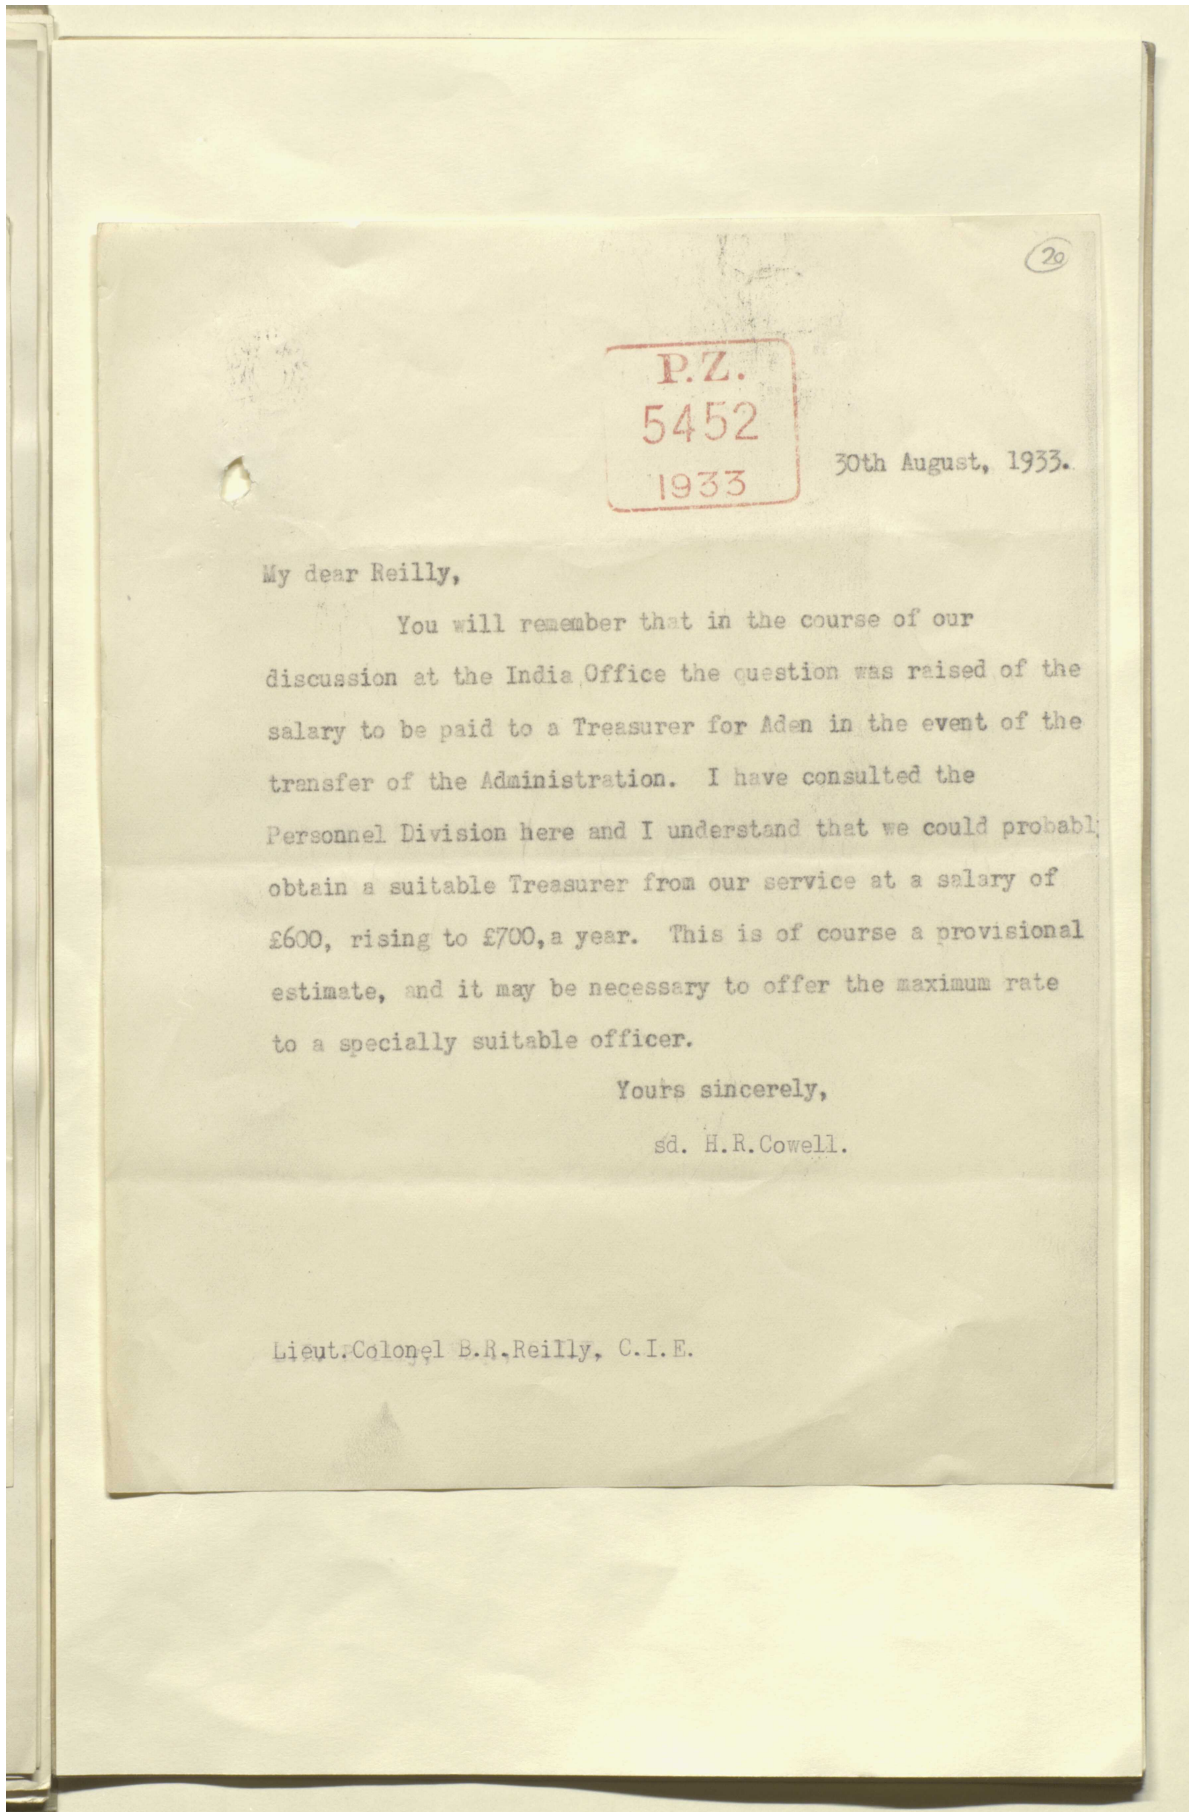 20
P.Z.
5452
1933
30th August, 1933.
My dear Reilly,
You will remember that in the course of our
discussion at the India Office the question was raised of the
salary to be paid to a Treasurer for Aden in the event of the
transfer of the Administration. I have consulted the
Personnel Division here and I understand that we could probably
obtain a suitable Treasurer from our service at a salary of
£600, rising to £700, a year. This is of course a provisional
estimate, and it may be necessary to offer the maximum rate
to a specially suitable officer.
Yours sincerely,
sd. H.R.Cowell.
Lieut.Colonel B.R.Reilly, C.I.E.